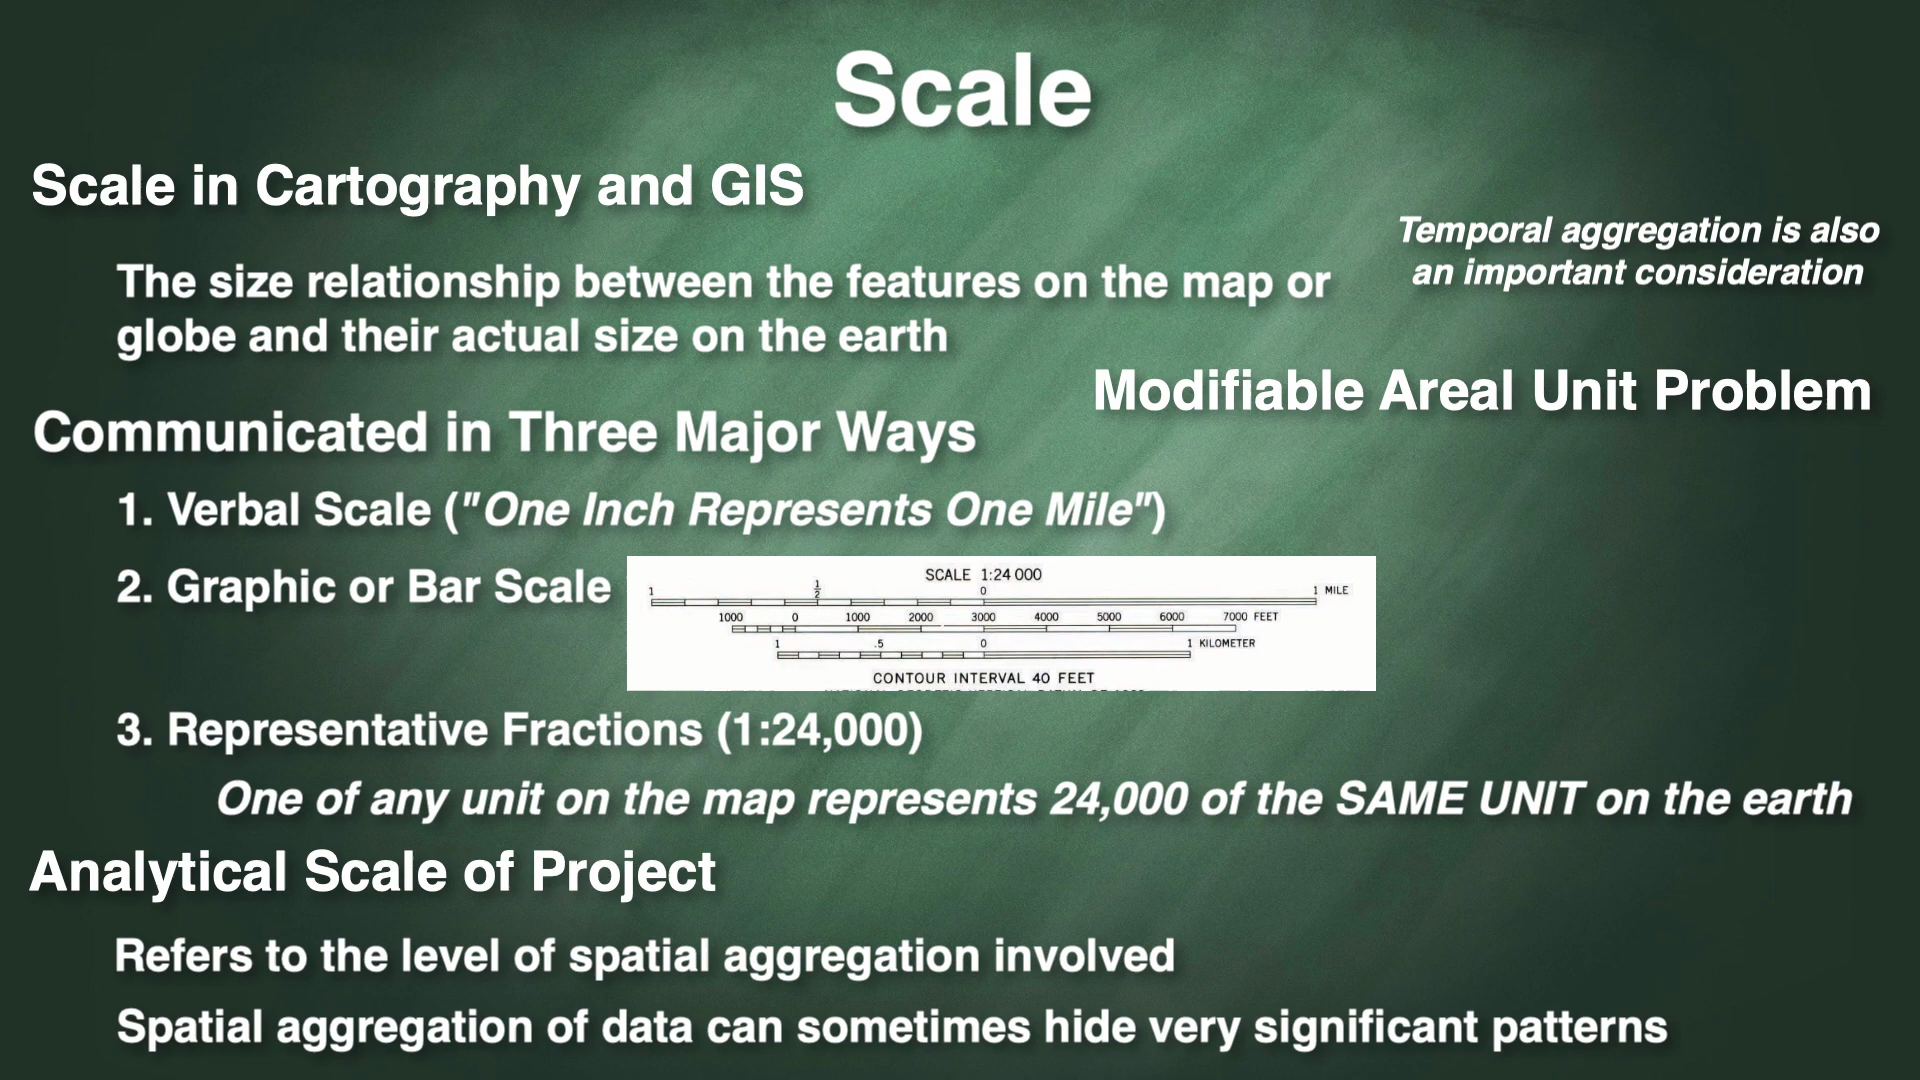 Scale
Scale in Cartography and GIS
Temporal aggregation is also
an important consideration
The size relationship between the features on the map or
globe and their actual size on the earth
Modifiable Areal Unit Problem
Communicated in Three Major Ways
1. Verbal Scale ("One Inch Represents One Mile")
2. Graphic or Bar Scale
SCALE 1:24 000
1 1/2 0 1 MILE
1000 0 1000 2000 3000 4000 5000 6000 7000 FEET
1 .5 0 1 KILOMETER
CONTOUR INTERVAL 40 FEET
3. Representative Fractions (1:24,000)
One of any unit on the map represents 24,000 of the SAME UNIT on the earth
Analytical Scale of Project
Refers to the level of spatial aggregation involved
Spatial aggregation of data can sometimes hide very significant patterns